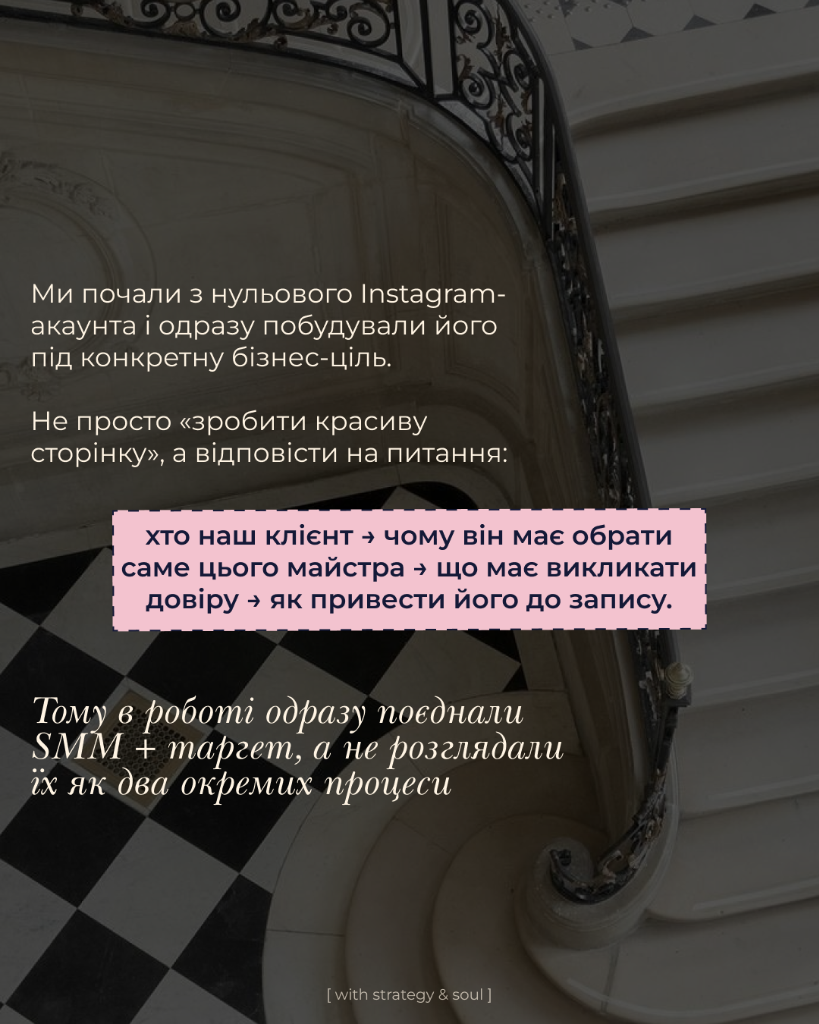 Ми почали з нульового Instagram-
акаунта і одразу побудували його
під конкретну бізнес-ціль.
Не просто «зробити красиву
сторінку», а відповісти на питання:
хто наш клієнт → чому він має обрати
саме цього майстра → що має викликати
довіру → як привести його до запису.
Тому в роботі одразу поєднали
SMM + таргет, а не розглядали
їх як два окремих процеси
[ with strategy & soul ]